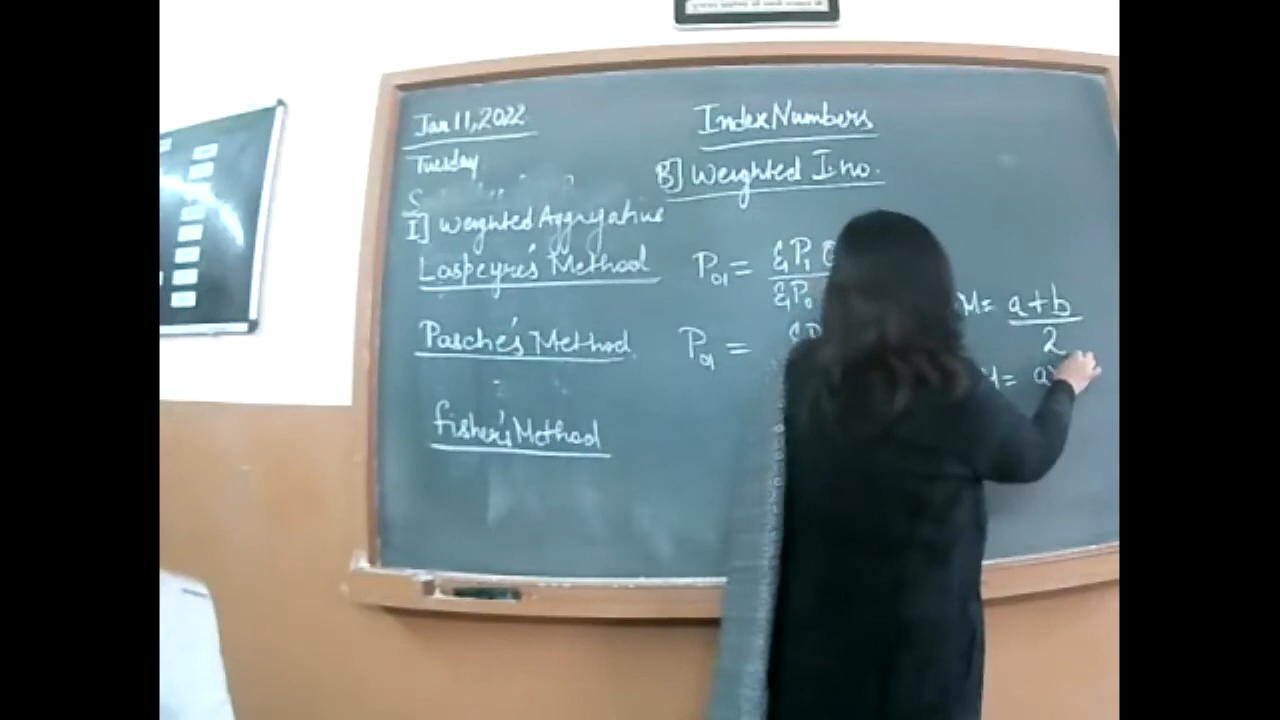 Jan 11, 2022
Index Numbers
Tuesday
B] Weighted I. no.
I] Weighted Aggregative
Laspeyre's Method
P₀₁ = ΣP₁
ΣP₀
M = a+b
2
Pasche's Method
P₀₁ =
fisher's Method